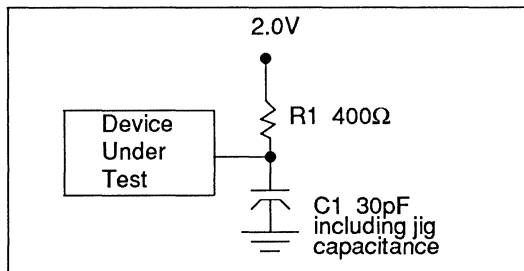 2.0V
R1 400Ω
Device
Under
Test
C1 30pF
including jig
capacitance